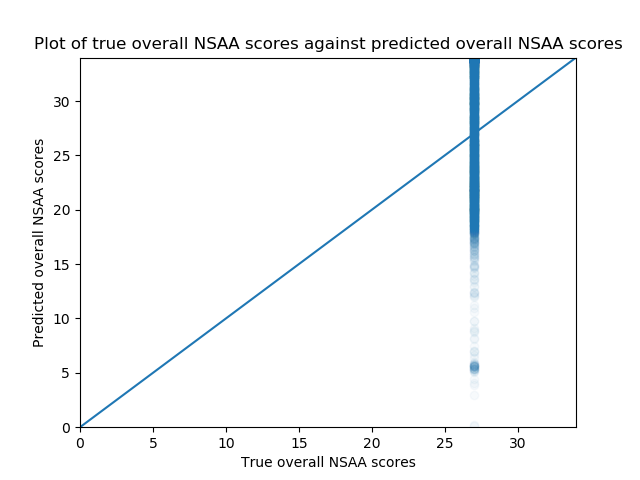 Plot of true overall NSAA scores against predicted overall NSAA scores
30
25
20
15
10
5
0
Predicted overall NSAA scores
0 5 10 15 20 25 30
True overall NSAA scores